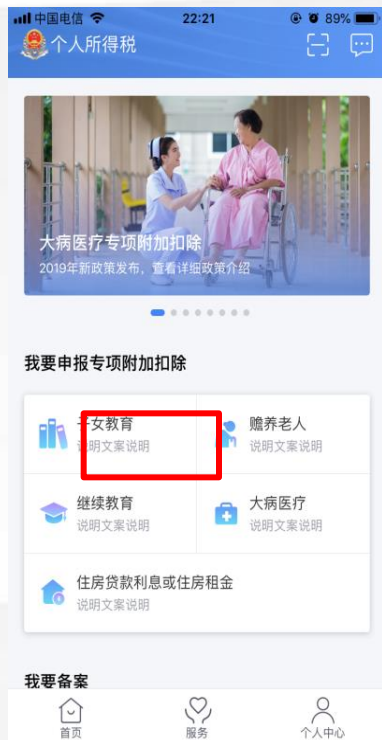 中国电信 22:21 89%
个人所得税
大病医疗专项附加扣除
2019年新政策发布，查看详细政策介绍
我要申报专项附加扣除
子女教育 赡养老人
说明文案说明 说明文案说明
继续教育 大病医疗
说明文案说明 说明文案说明
住房贷款利息或住房租金
说明文案说明
我要备案
首页 服务 个人中心